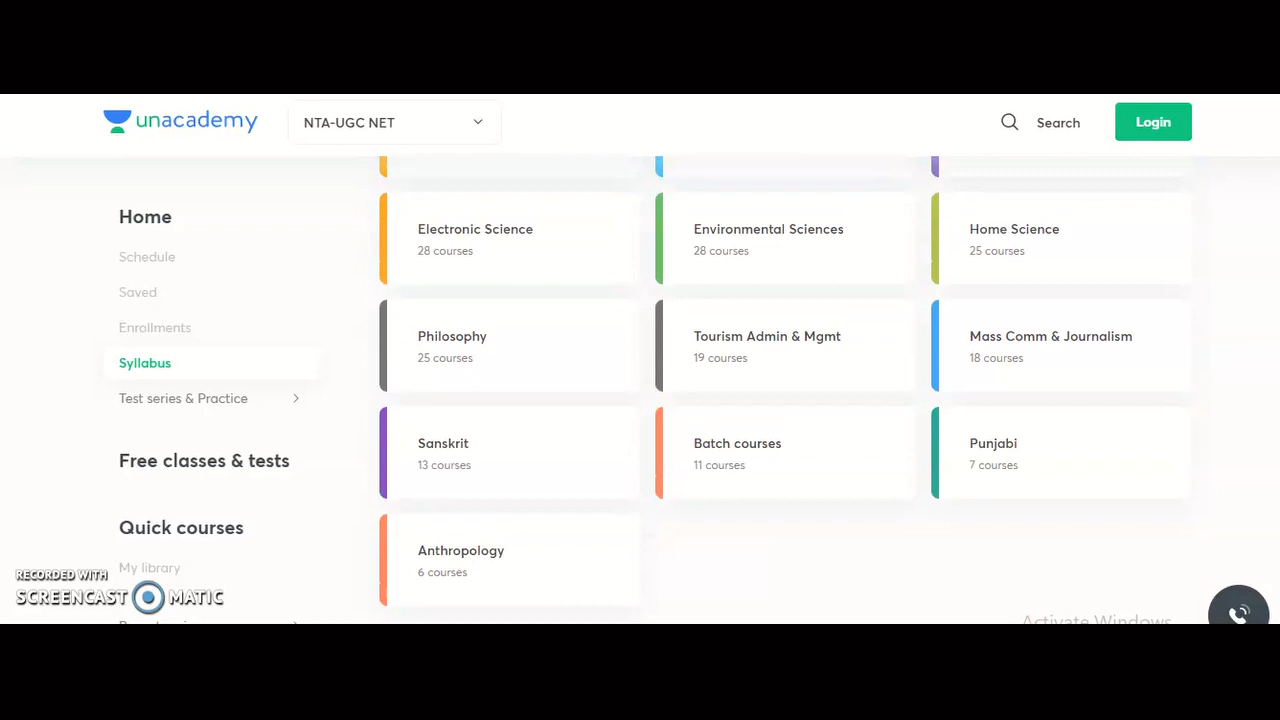 unacademy
NTA-UGC NET
Search
Login
Home
Schedule
Saved
Enrollments
Syllabus
Test series & Practice
Free classes & tests
Quick courses
My library
Electronic Science
28 courses
Environmental Sciences
28 courses
Home Science
25 courses
Philosophy
25 courses
Tourism Admin & Mgmt
19 courses
Mass Comm & Journalism
18 courses
Sanskrit
13 courses
Batch courses
11 courses
Punjabi
7 courses
Anthropology
6 courses
RECORDED WITH
SCREENCAST MATIC
Activate Windows